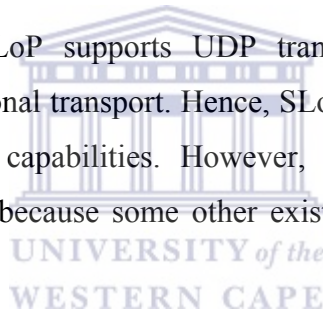 LoP supports UDP tran
onal transport. Hence, SLo
capabilities. However,
because some other exist
UNIVERSITY of the
WESTERN CAPE